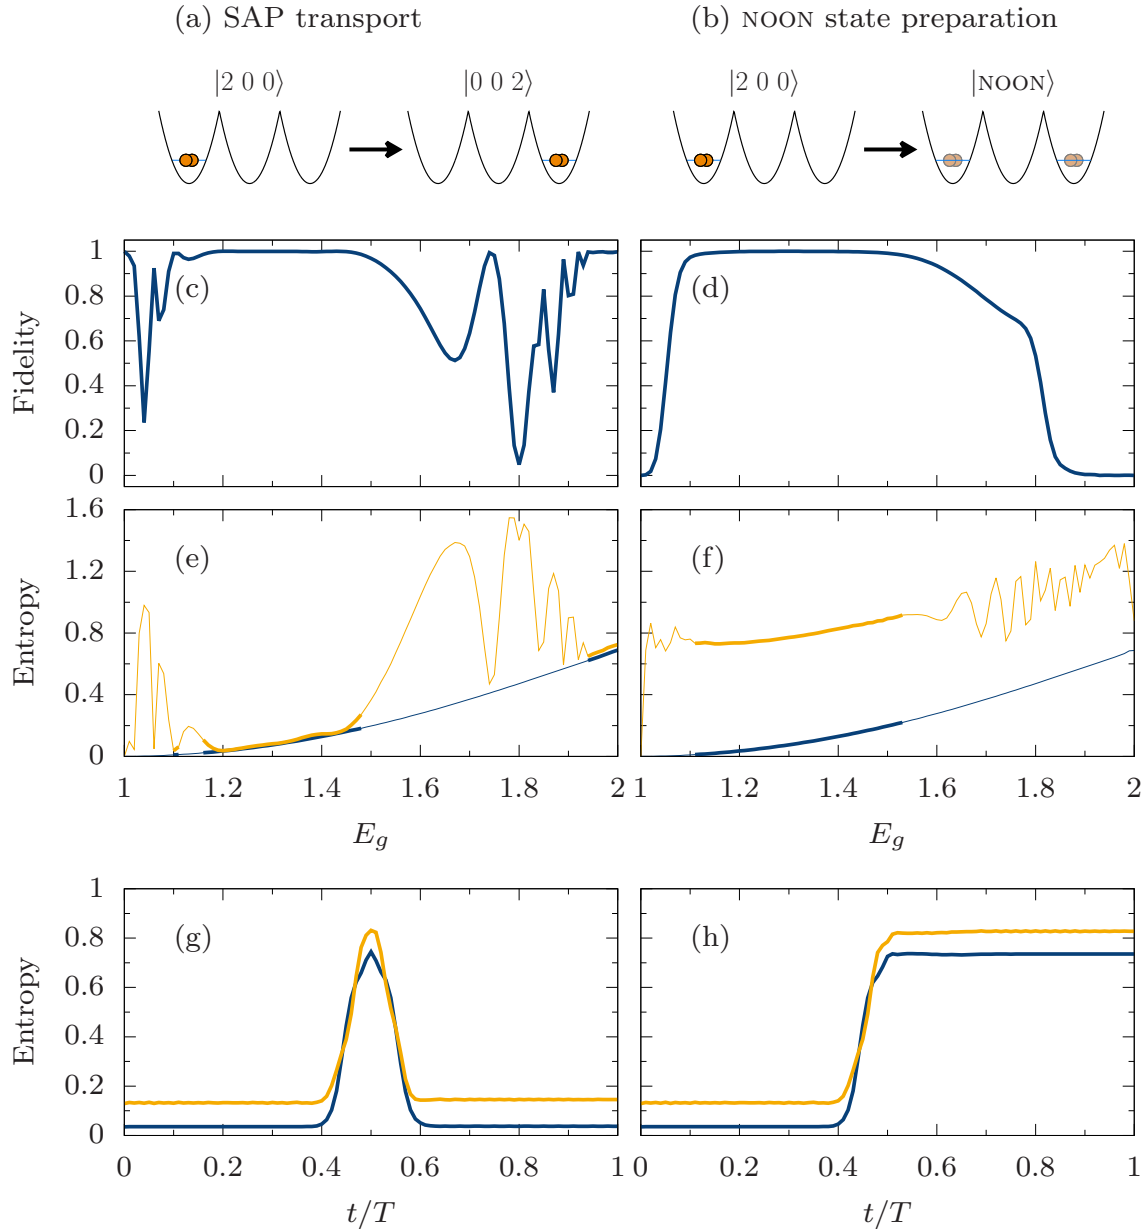 (a) SAP transport
(b) NOON state preparation
|2 0 0⟩
|0 0 2⟩
|2 0 0⟩
|NOON⟩
Fidelity
1
0.8
0.6
0.4
0.2
0
(c)
(d)
Entropy
1.6
1.2
0.8
0.4
0
(e)
(f)
1 1.2 1.4 1.6 1.8 2
1 1.2 1.4 1.6 1.8 2
E_g
E_g
Entropy
1
0.8
0.6
0.4
0.2
0
(g)
(h)
0 0.2 0.4 0.6 0.8 1
0 0.2 0.4 0.6 0.8 1
t/T
t/T